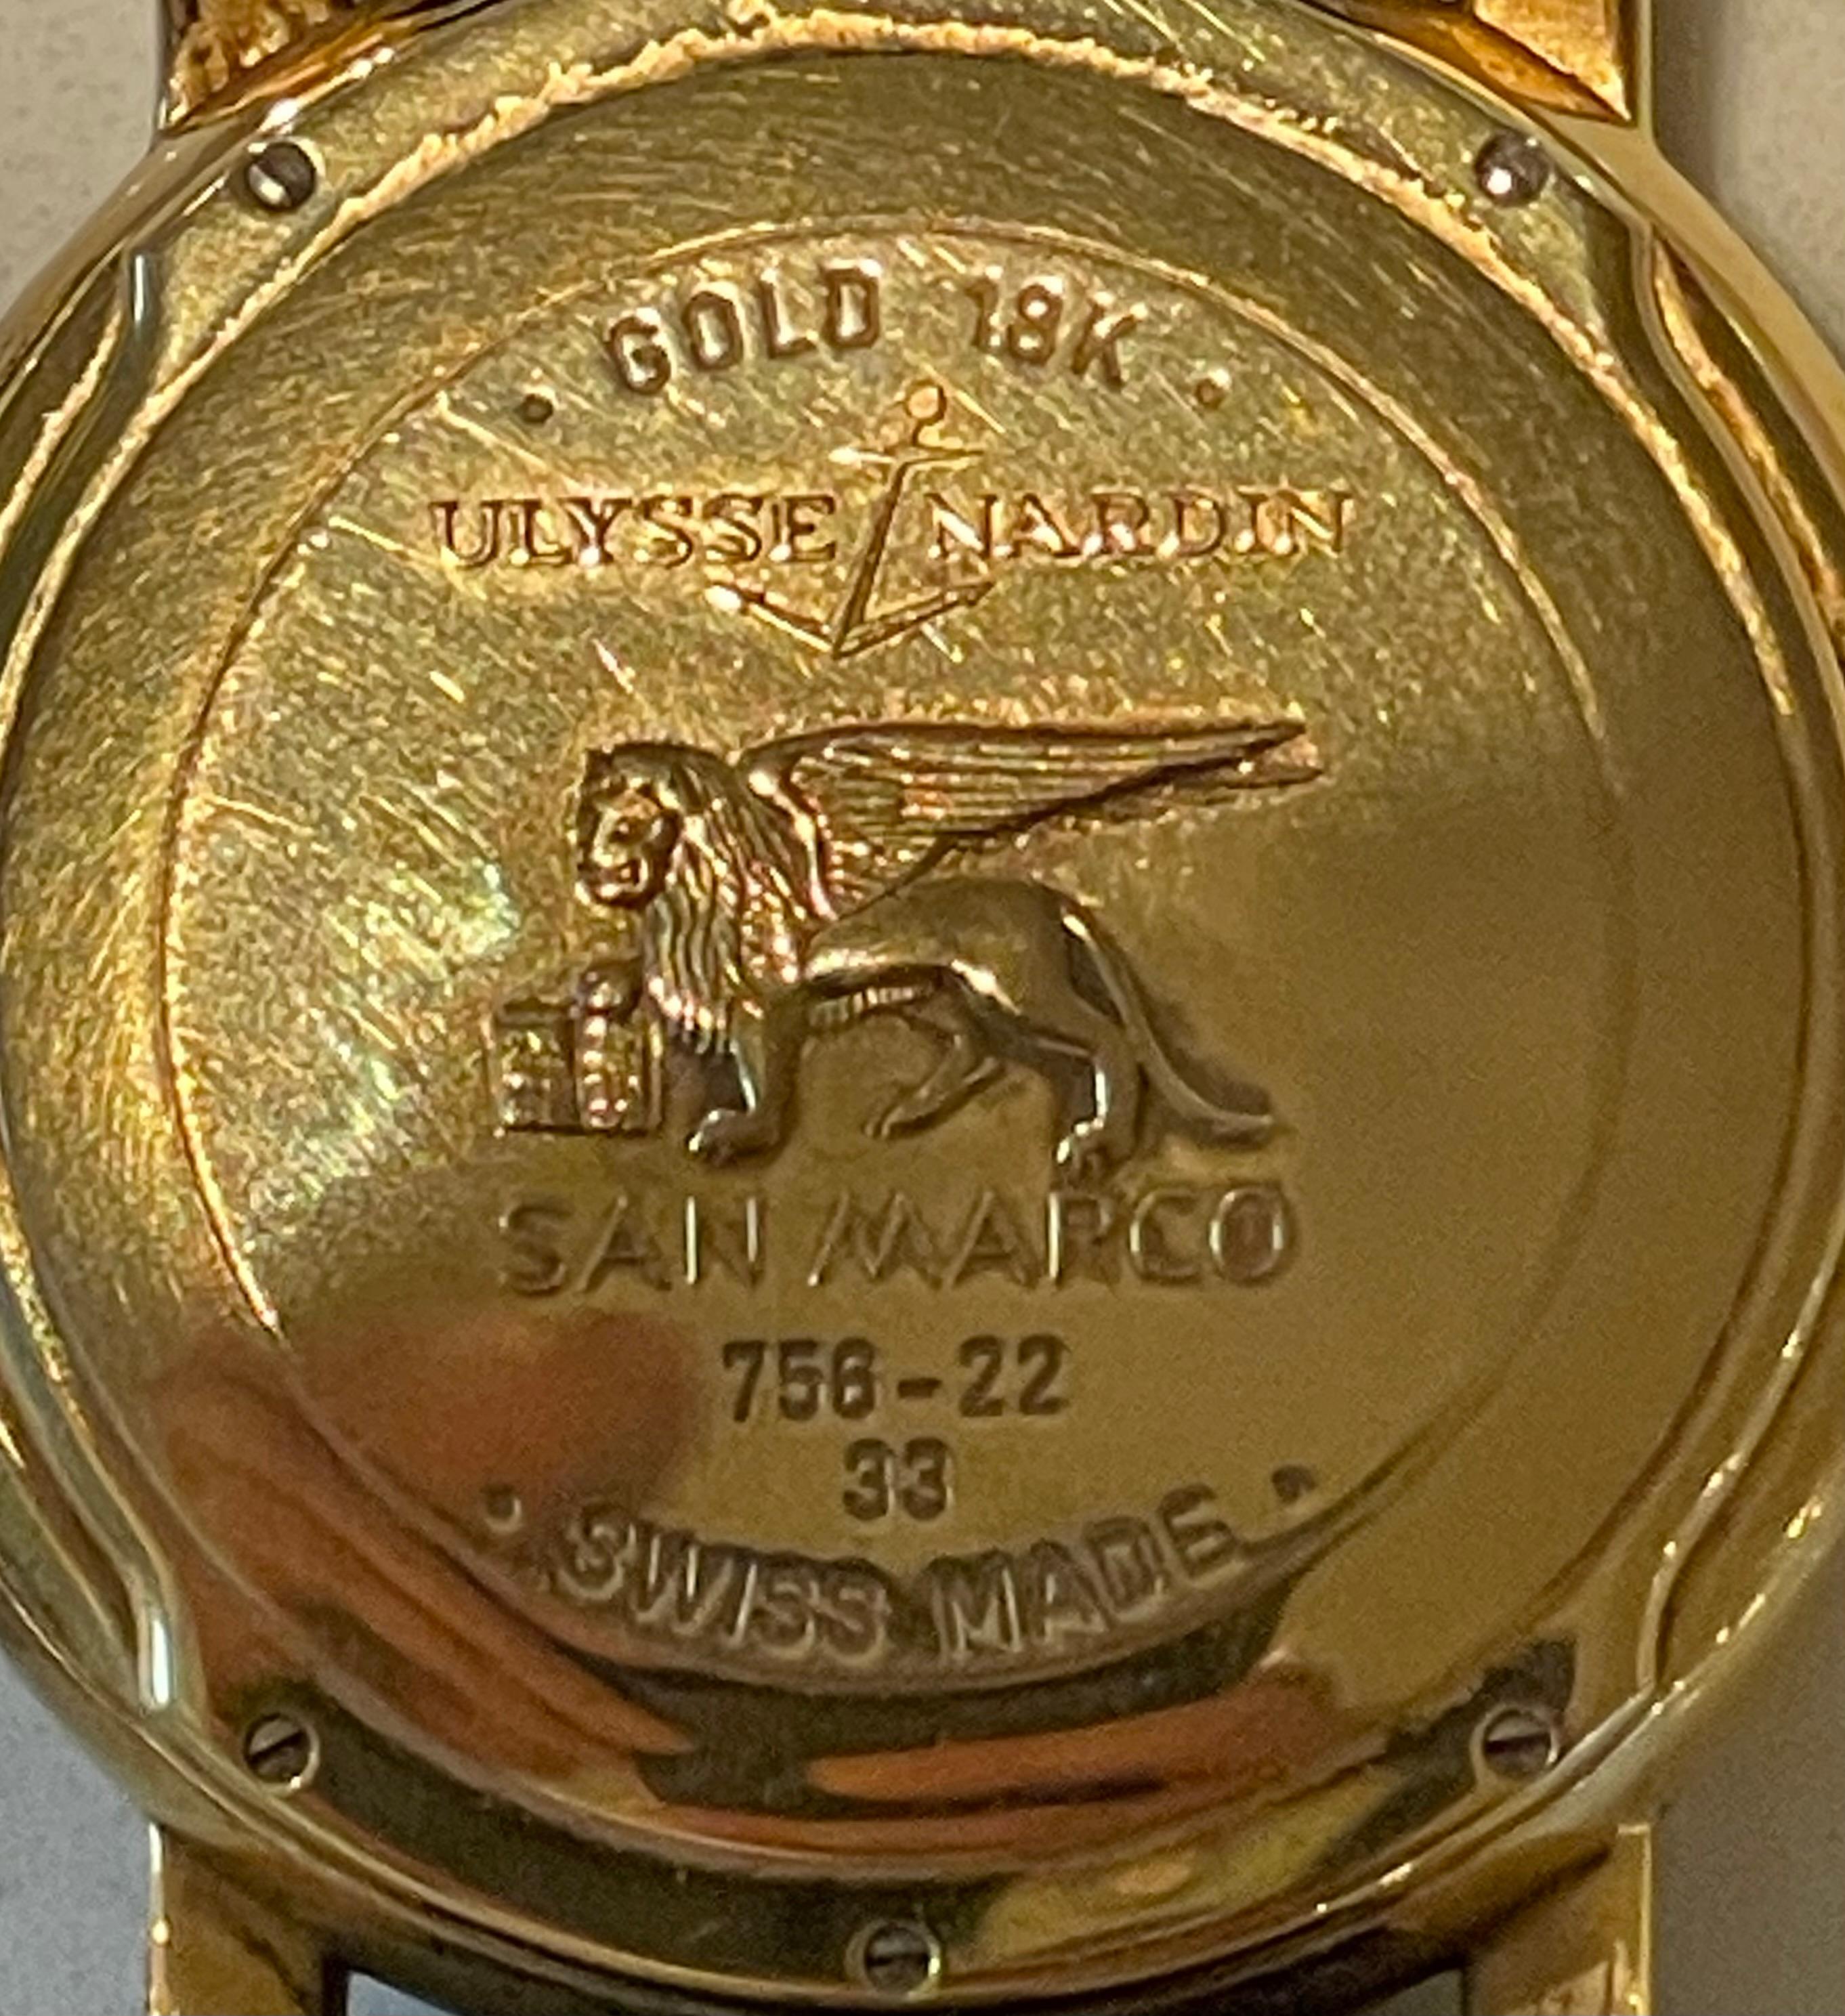 • GOLD 18K •
ULYSSE NARDIN
SAN MARCO
756-22
33
• SWISS MADE •